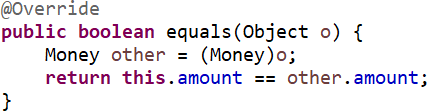 @Override
public boolean equals(Object o) {
    Money other = (Money)o;
    return this.amount == other.amount;
}